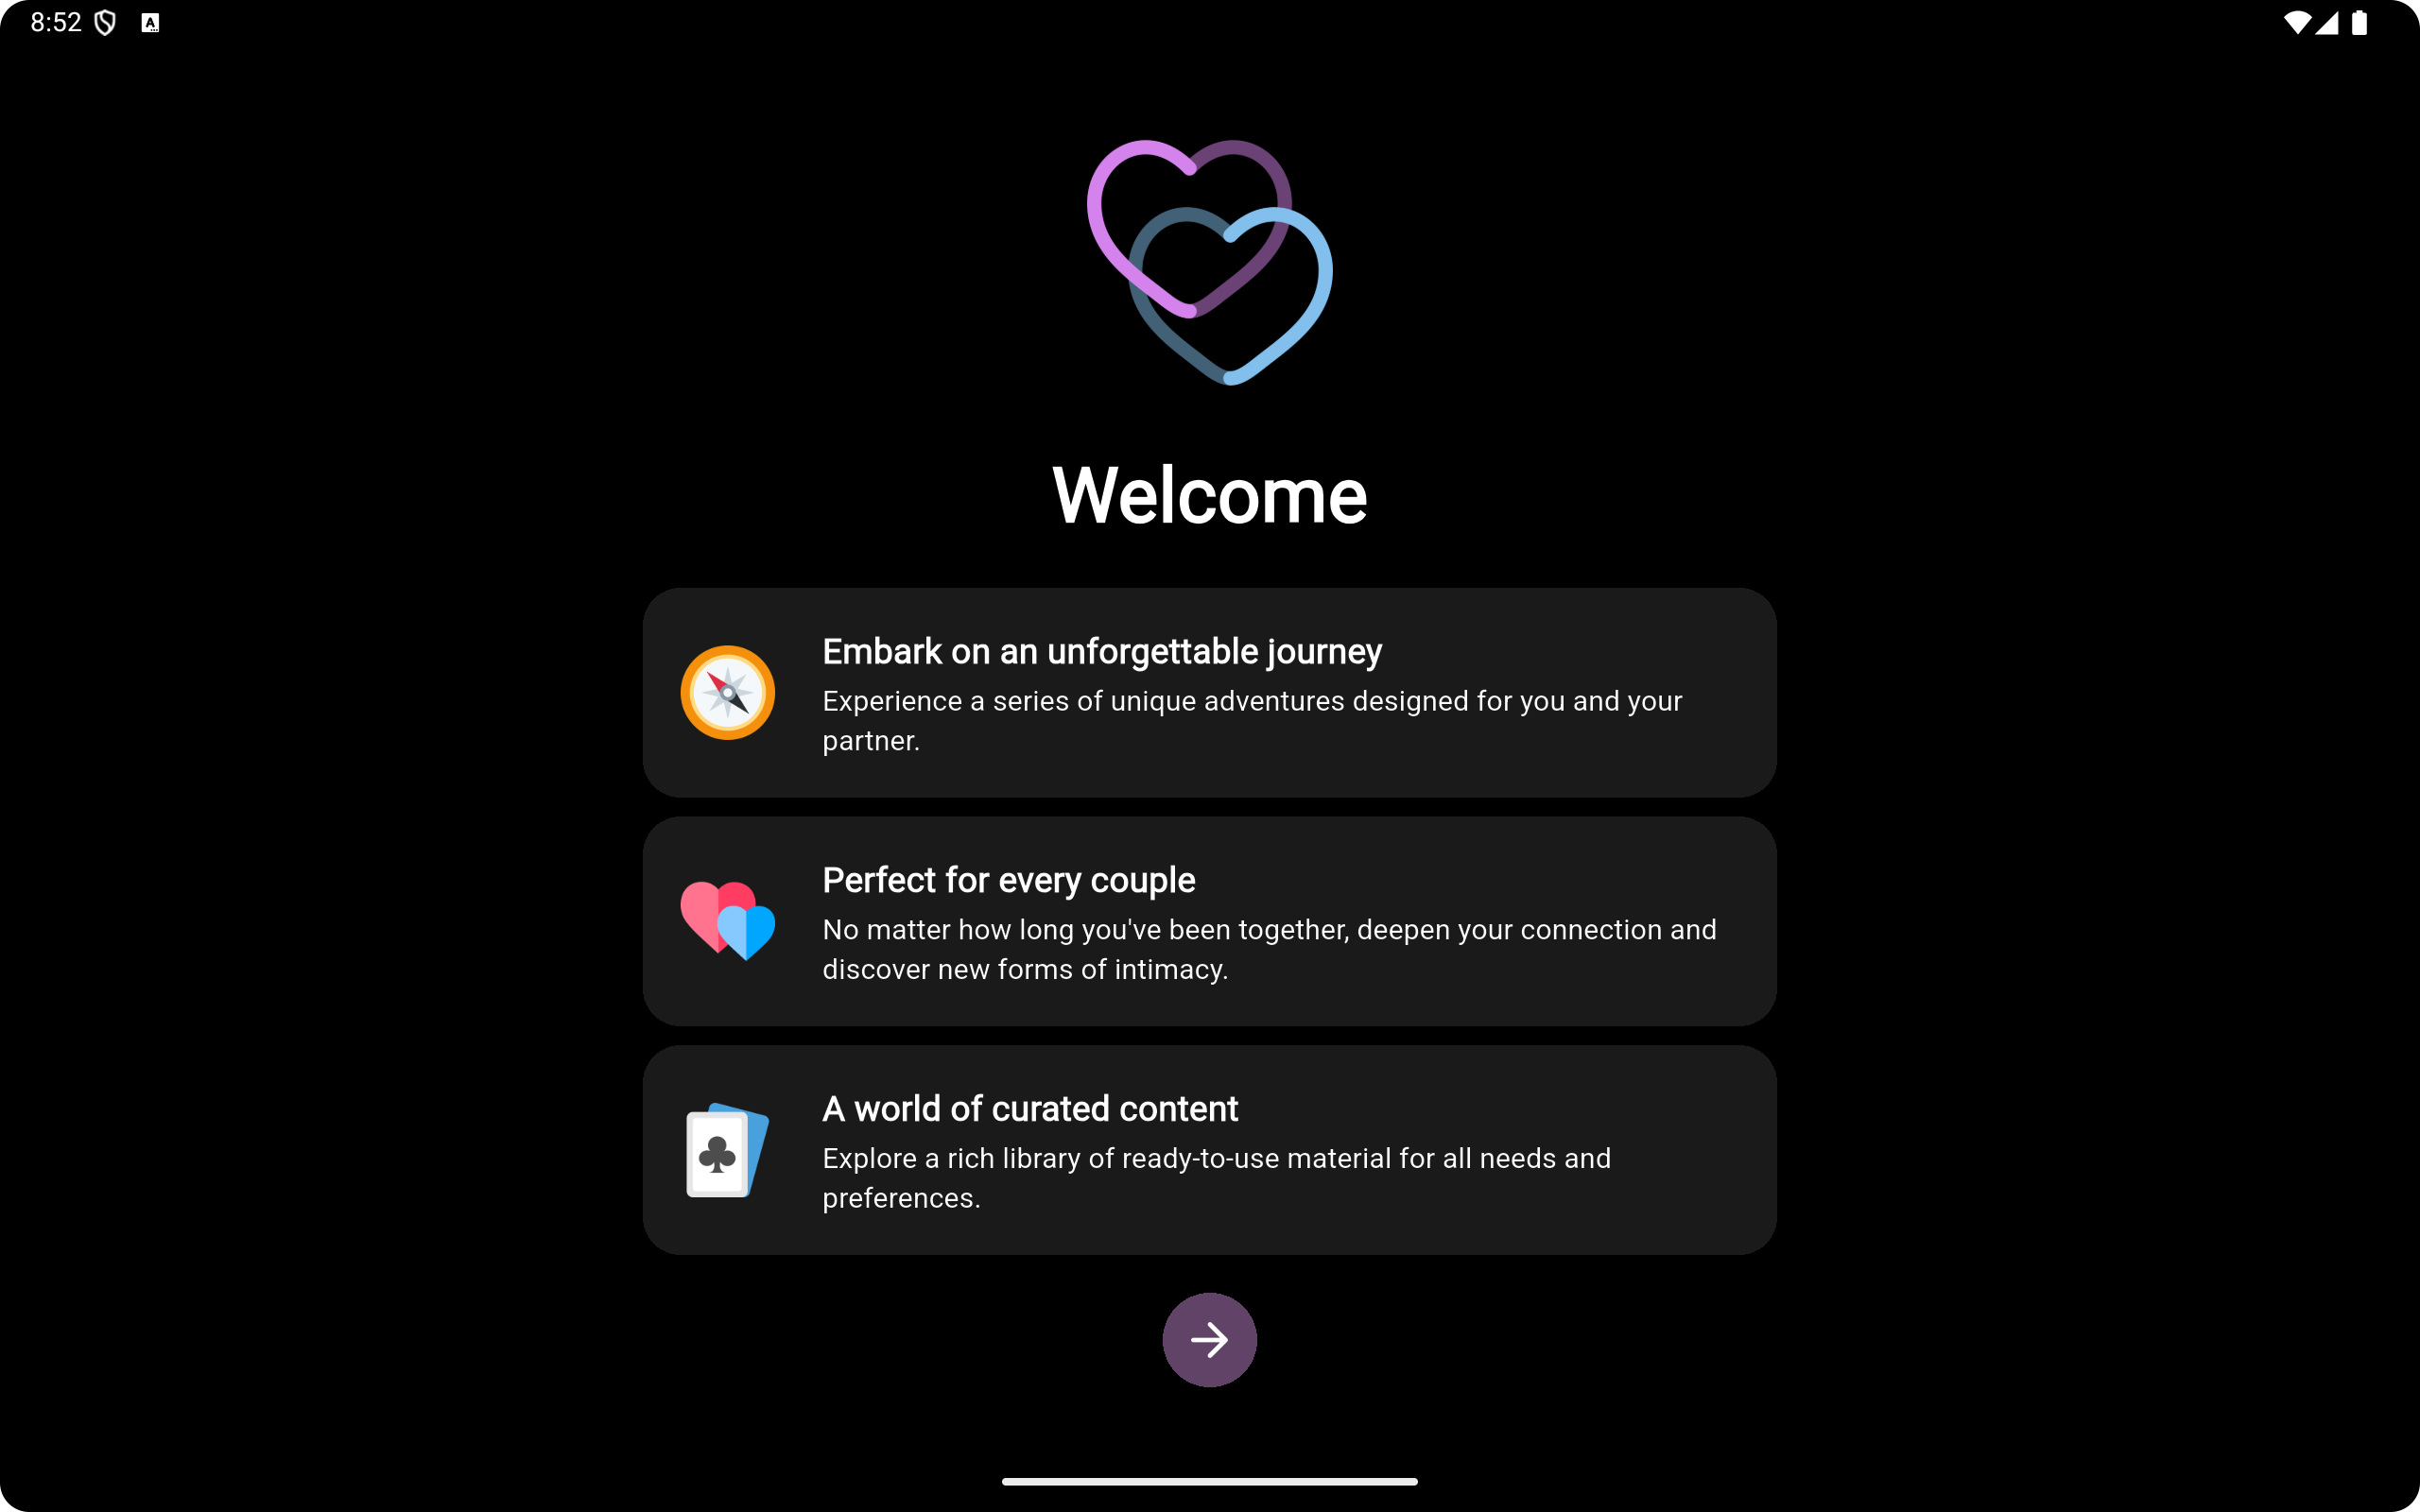 8:52
Welcome
Embark on an unforgettable journey
Experience a series of unique adventures designed for you and your
partner.
Perfect for every couple
No matter how long you've been together, deepen your connection and
discover new forms of intimacy.
A world of curated content
Explore a rich library of ready-to-use material for all needs and
preferences.